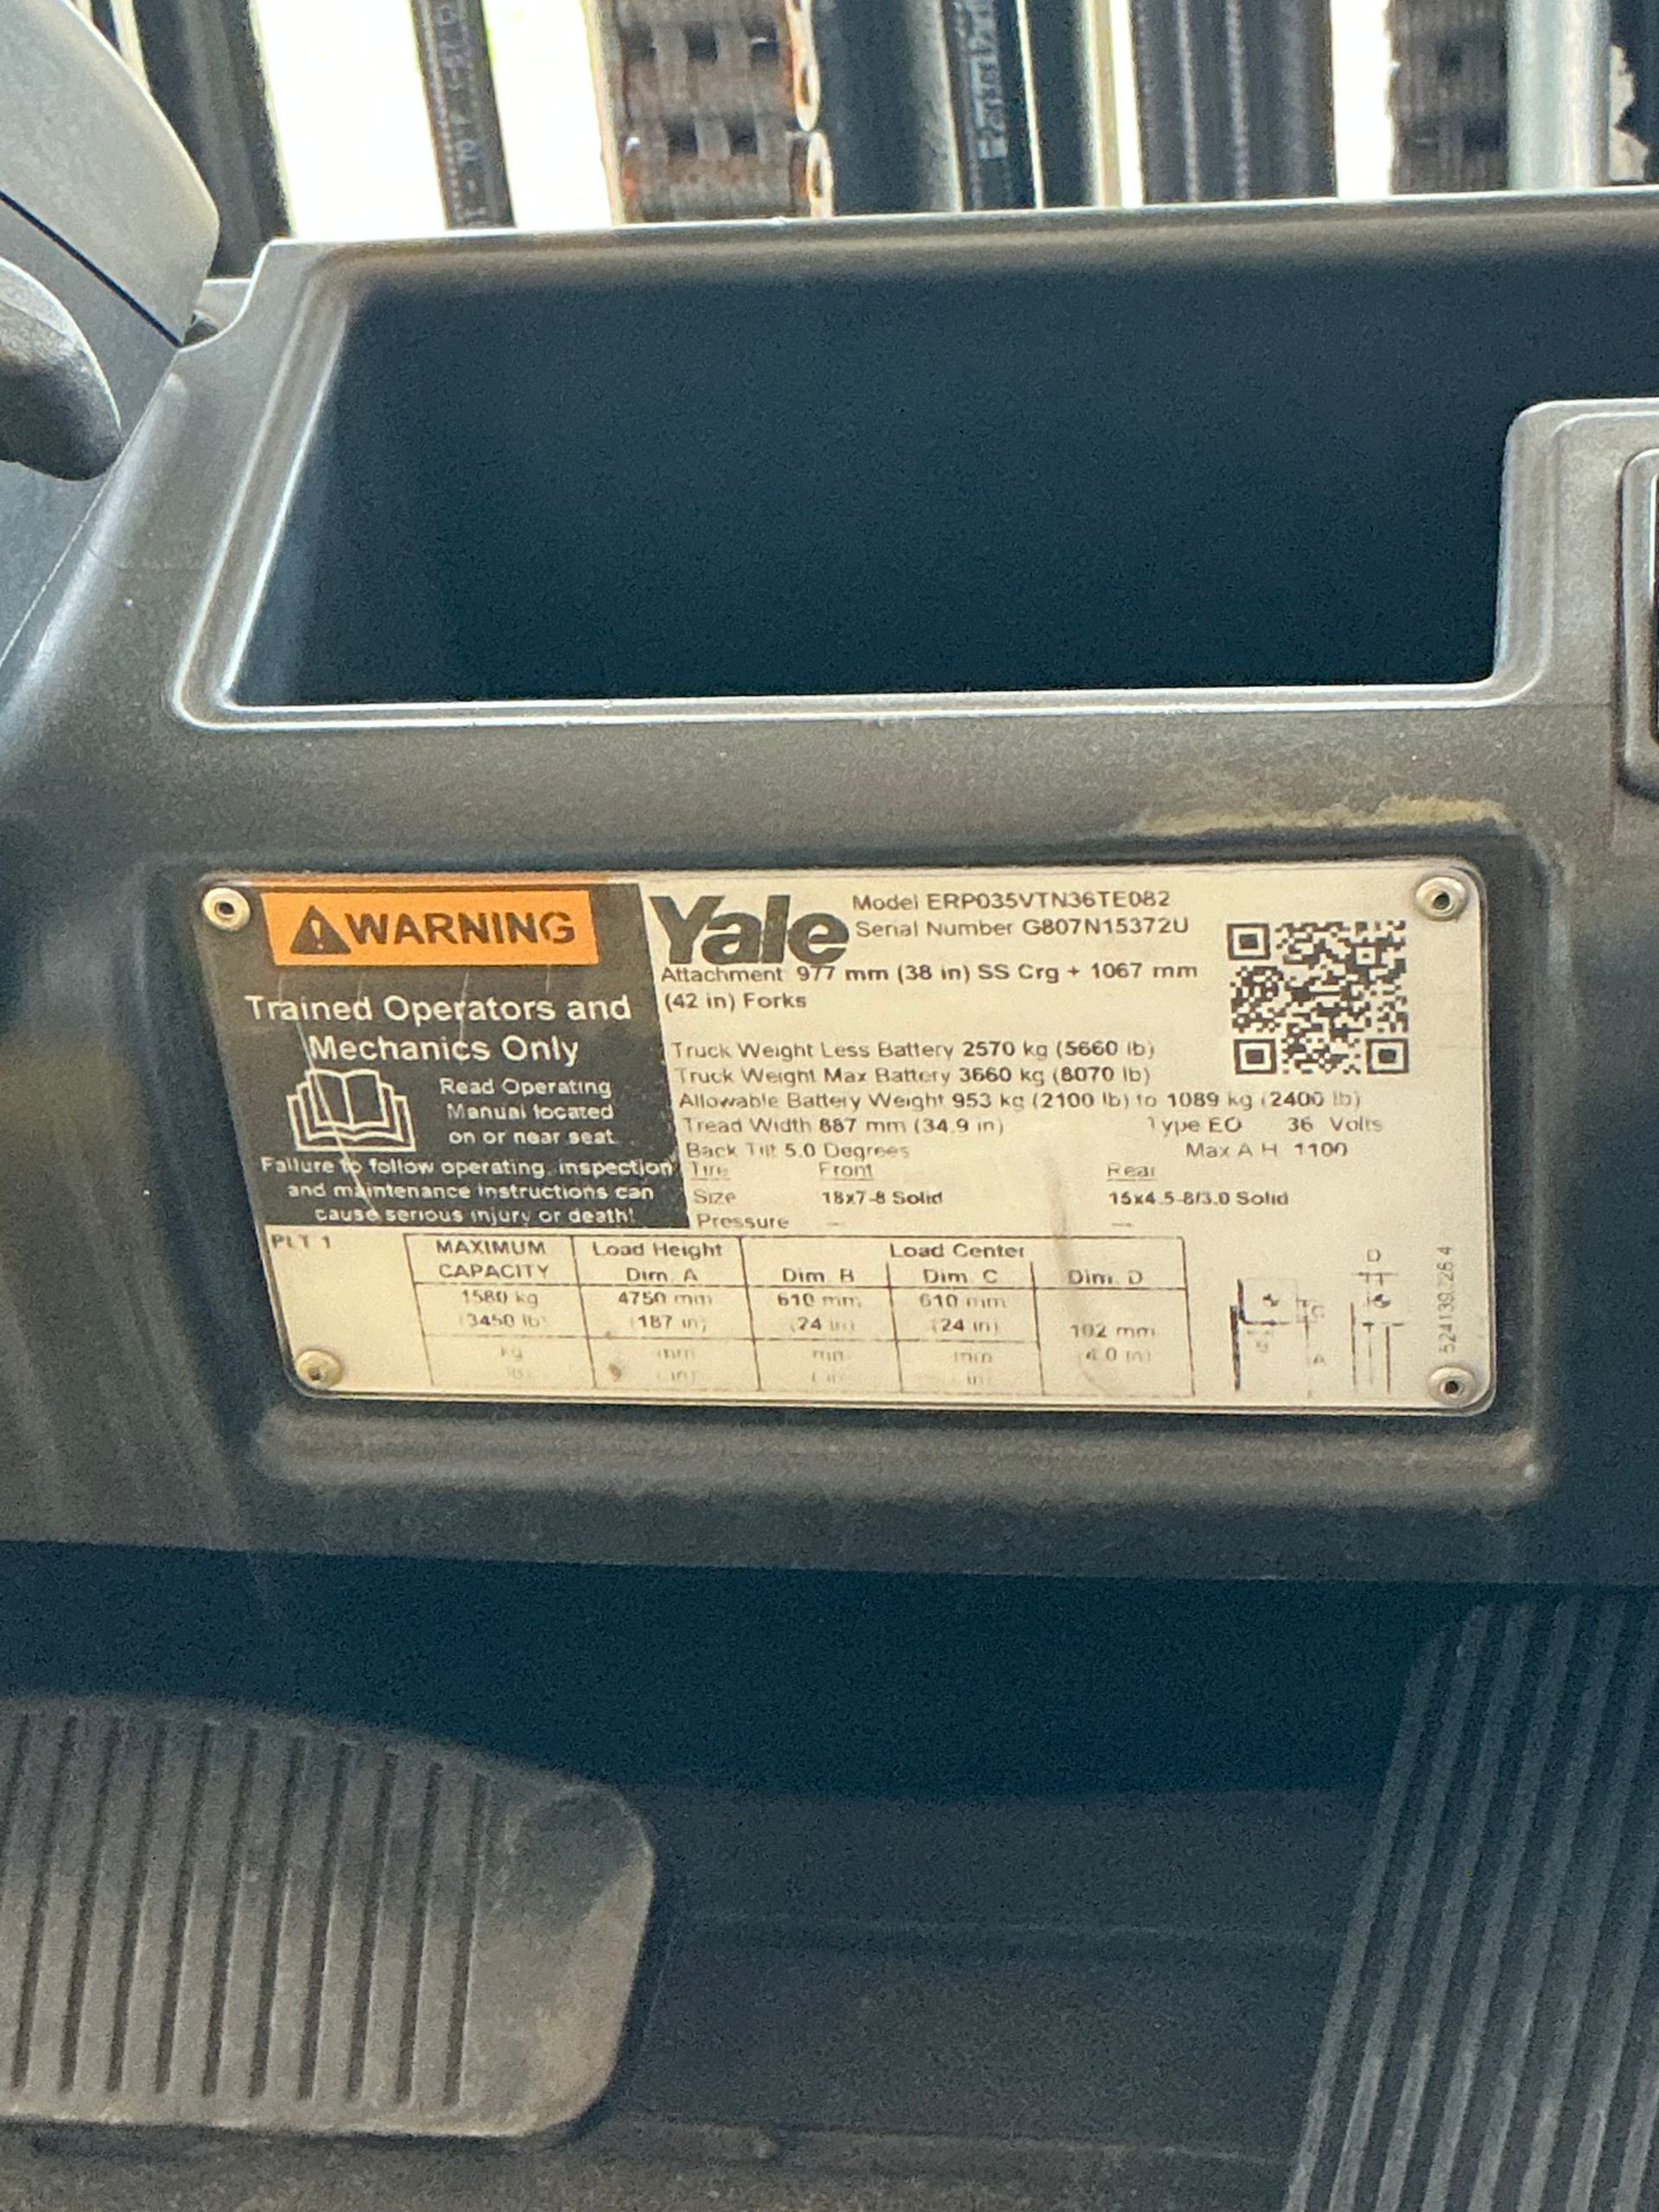 WARNING
Trained Operators and
Mechanics Only
Read Operating
Manual located
on or near seat
Failure to follow operating, inspection
and maintenance instructions can
cause serious injury or death!
Yale
Model ERP035VTN36TE082
Serial Number G807N15372U
Attachment 977 mm (38 in) SS Crg + 1067 mm
(42 in) Forks
Truck Weight Less Battery 2570 kg (5660 lb)
Truck Weight Max Battery 3660 kg (8070 lb)
Allowable Battery Weight 953 kg (2100 lb) to 1089 kg (2400 lb)
Tread Width 887 mm (34.9 in) Type EO 36 Volts
Back Tilt 5.0 Degrees Max A H 1100
Tire Front Rear
Size 18x7-8 Solid 15x4.5-8/3.0 Solid
Pressure — —
PLT 1
MAXIMUM Load Height Load Center
CAPACITY Dim. A Dim. B Dim. C Dim. D
1580 kg 4750 mm 610 mm 610 mm
(3450 lb) (187 in) (24 in) (24 in) 102 mm
kg mm mm mm (4.0 in)
lb (in) (in) (in)
D
C
B
A